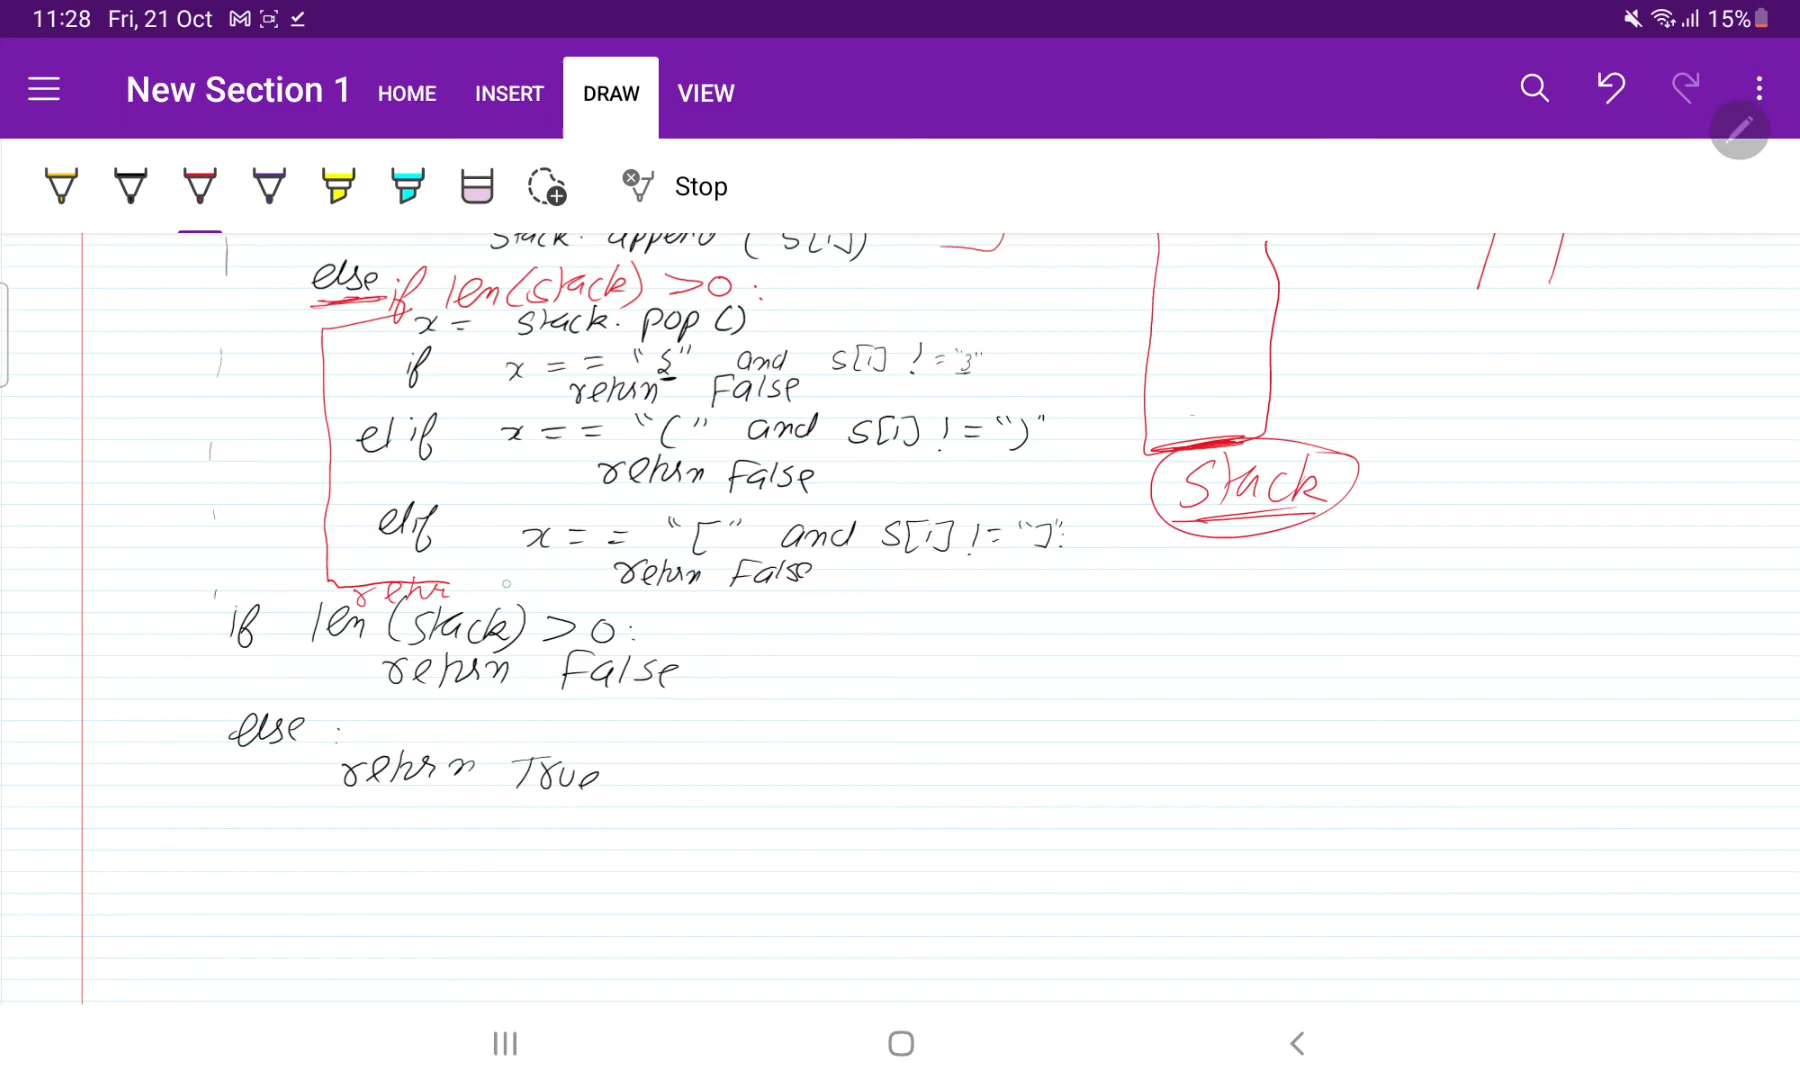 11:28 Fri, 21 Oct 15%
New Section 1 HOME INSERT DRAW VIEW
Stop
stack. append ( s[i])
else if len(stack) >0 :
x = stack. pop ()
if x == "{" and s[i] != "}"
return False
elif x == "(" and s[i] != ")"
return False
elif x == "[" and s[i] != "]":
return False
retur
if len (stack) > 0 :
return False
else :
return True
stack